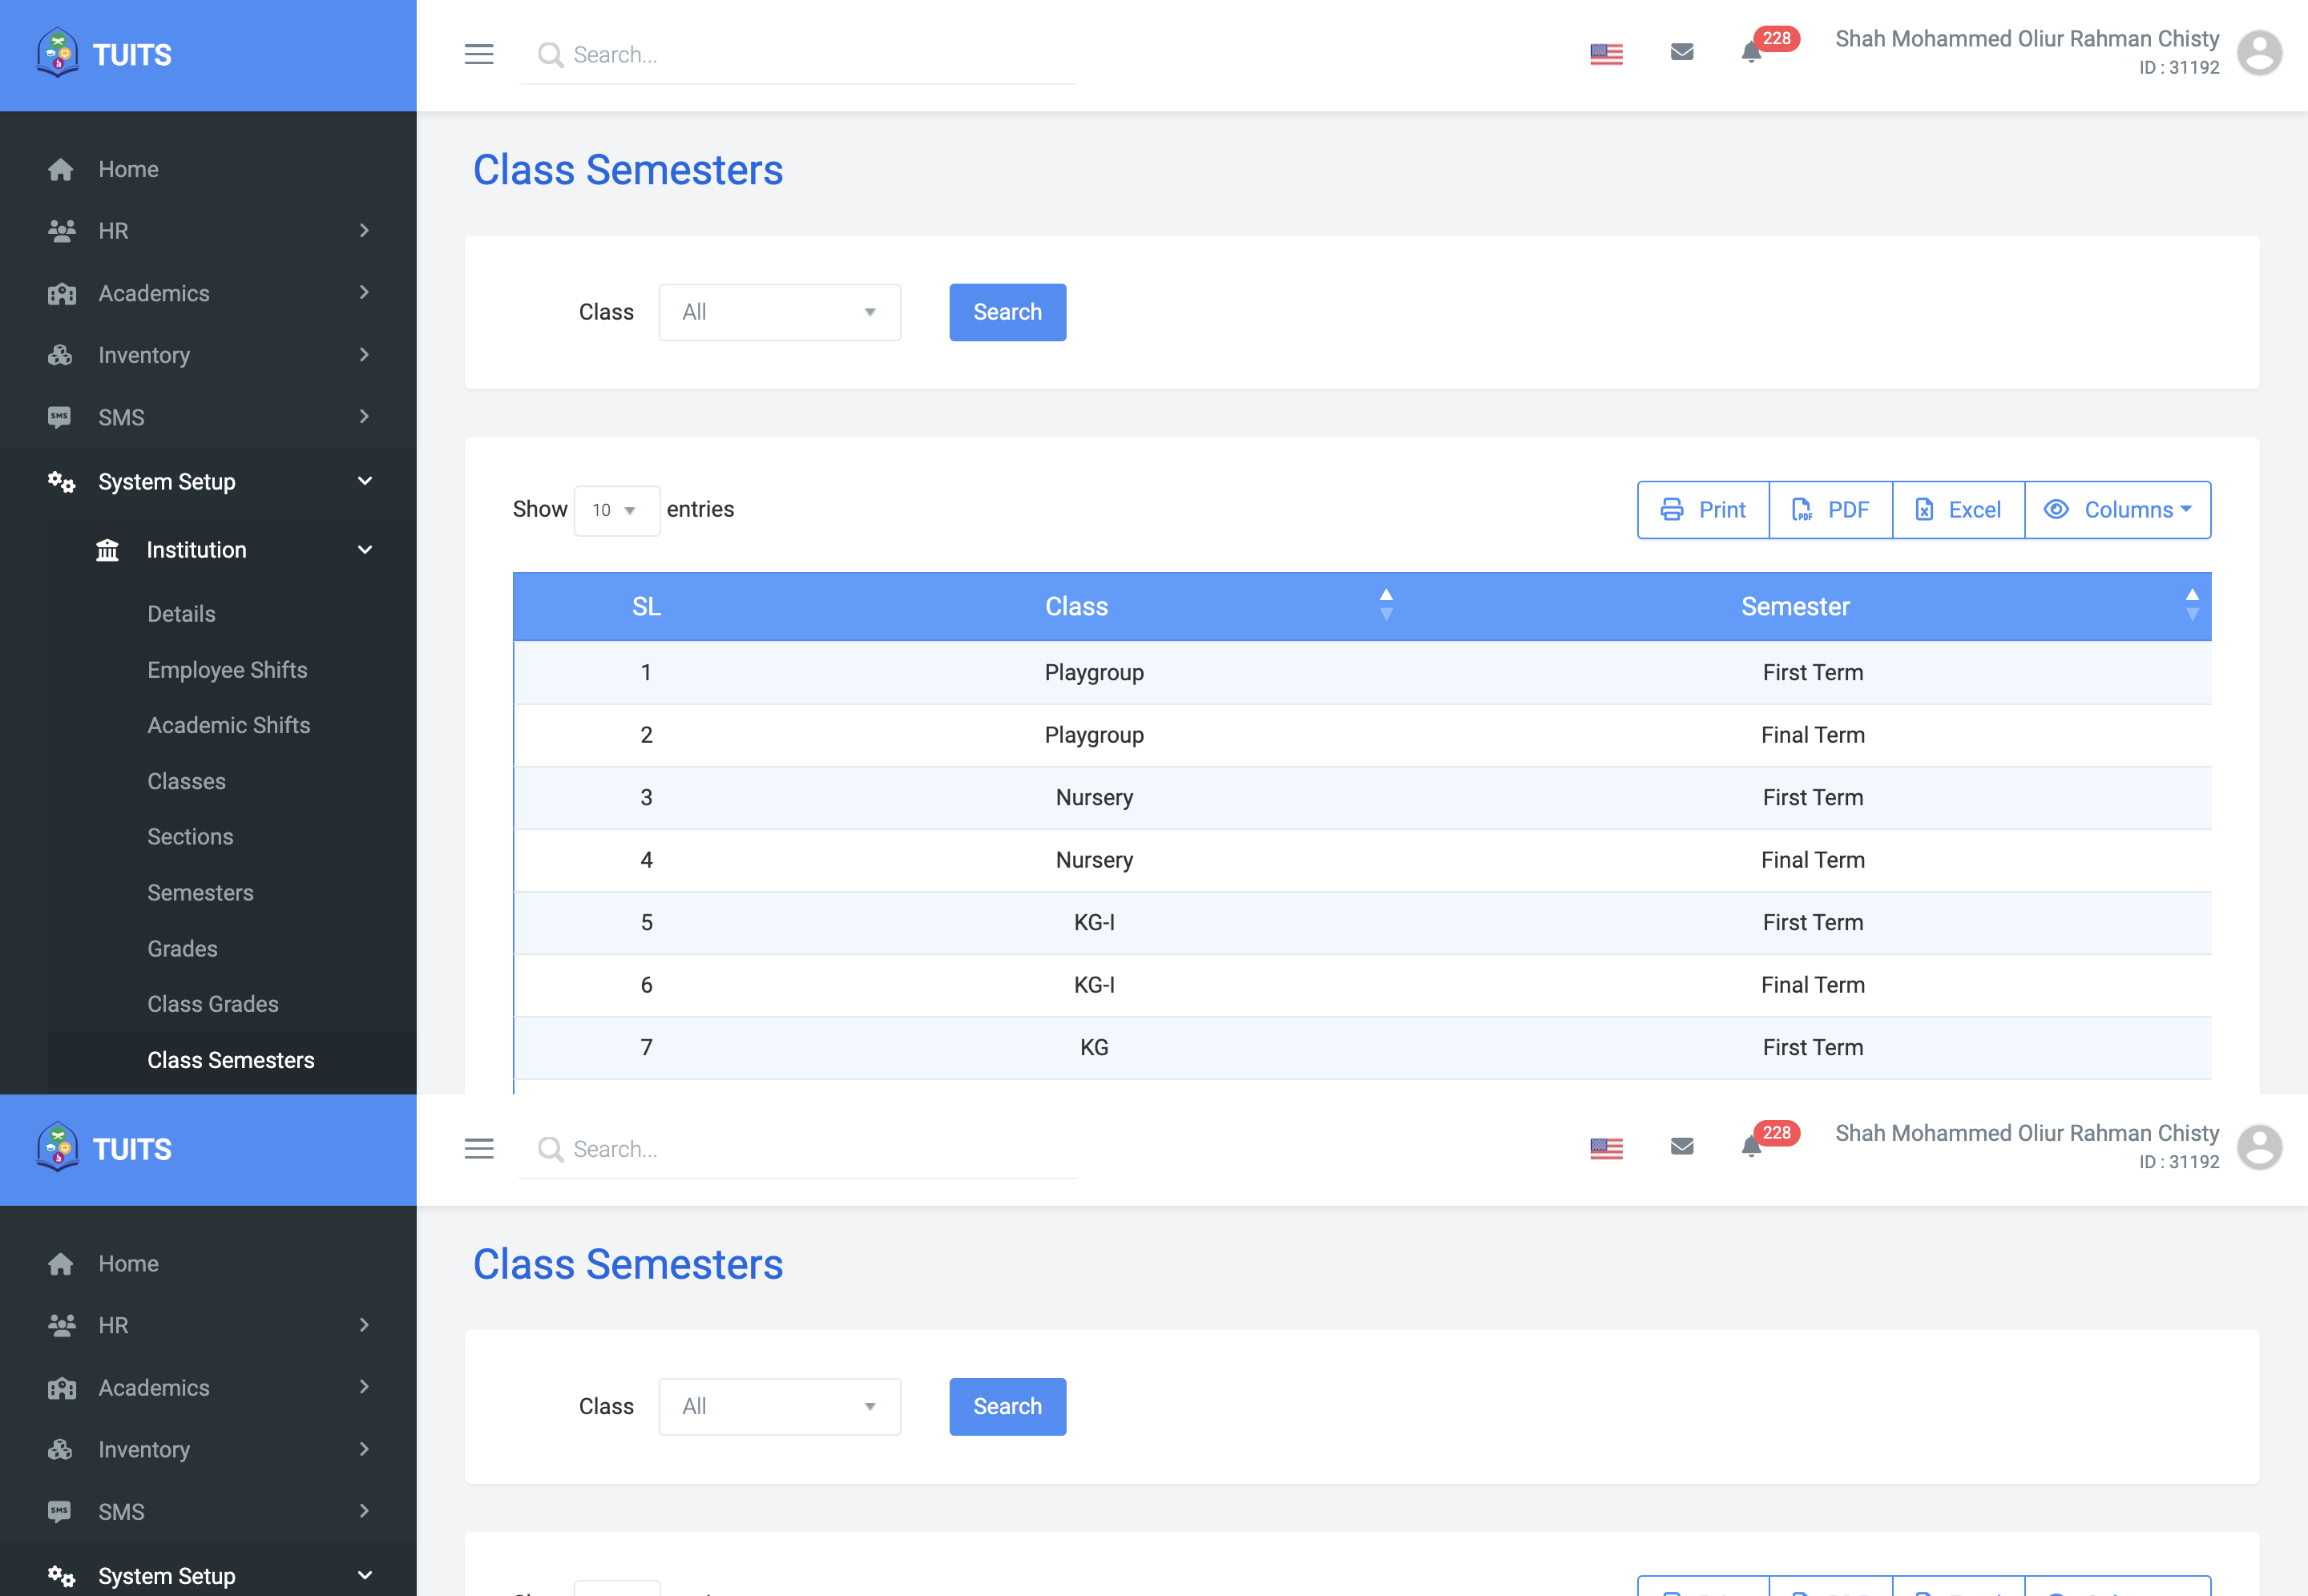 TUITS
Search...
228
Shah Mohammed Oliur Rahman Chisty
ID : 31192
Home
HR
Academics
Inventory
SMS
System Setup
Institution
Details
Employee Shifts
Academic Shifts
Classes
Sections
Semesters
Grades
Class Grades
Class Semesters
Class Semesters
Class All Search
Show 10 entries
Print PDF Excel Columns
SL Class Semester
1 Playgroup First Term
2 Playgroup Final Term
3 Nursery First Term
4 Nursery Final Term
5 KG-I First Term
6 KG-I Final Term
7 KG First Term
TUITS
Search...
228
Shah Mohammed Oliur Rahman Chisty
ID : 31192
Home
HR
Academics
Inventory
SMS
System Setup
Class Semesters
Class All Search